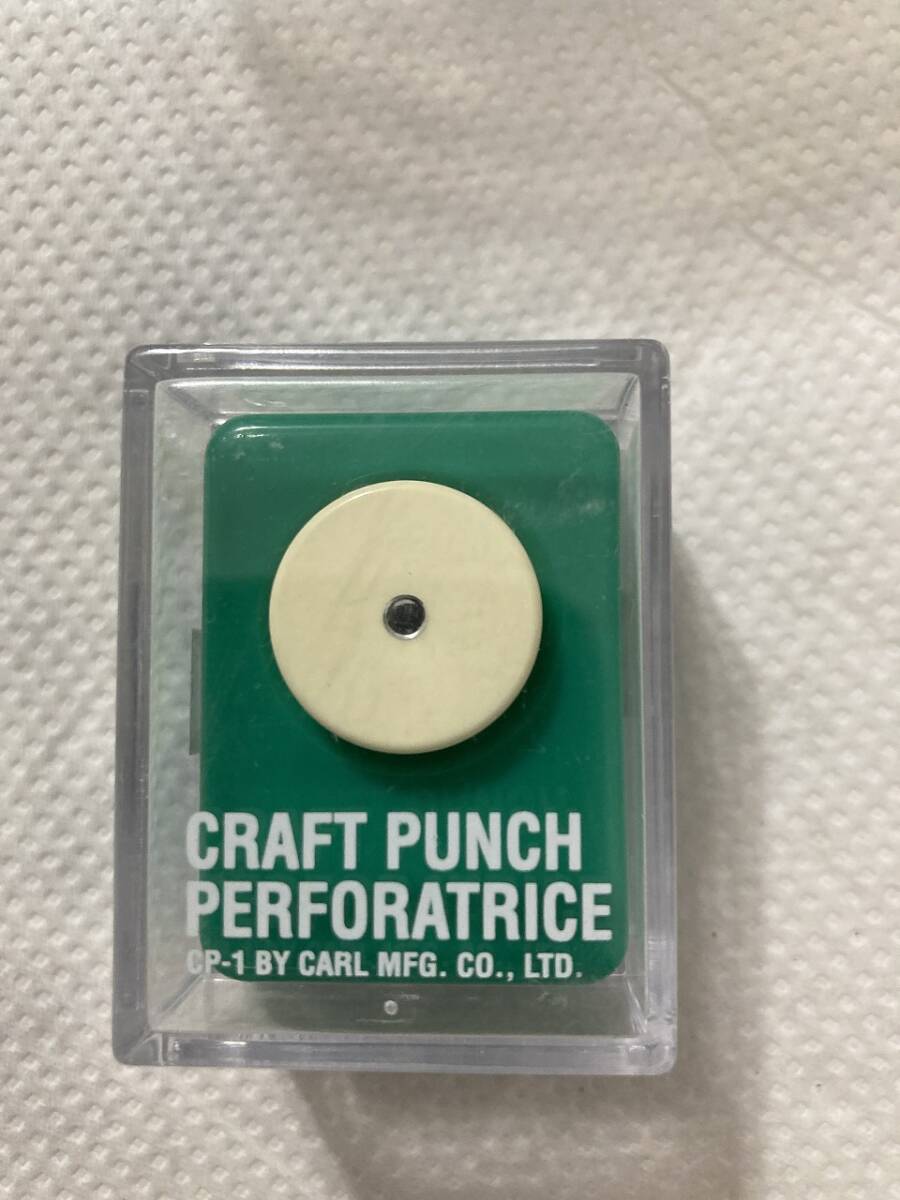 CRAFT PUNCH
PERFORATRICE
CP-1 BY CARL MFG. CO., LTD.